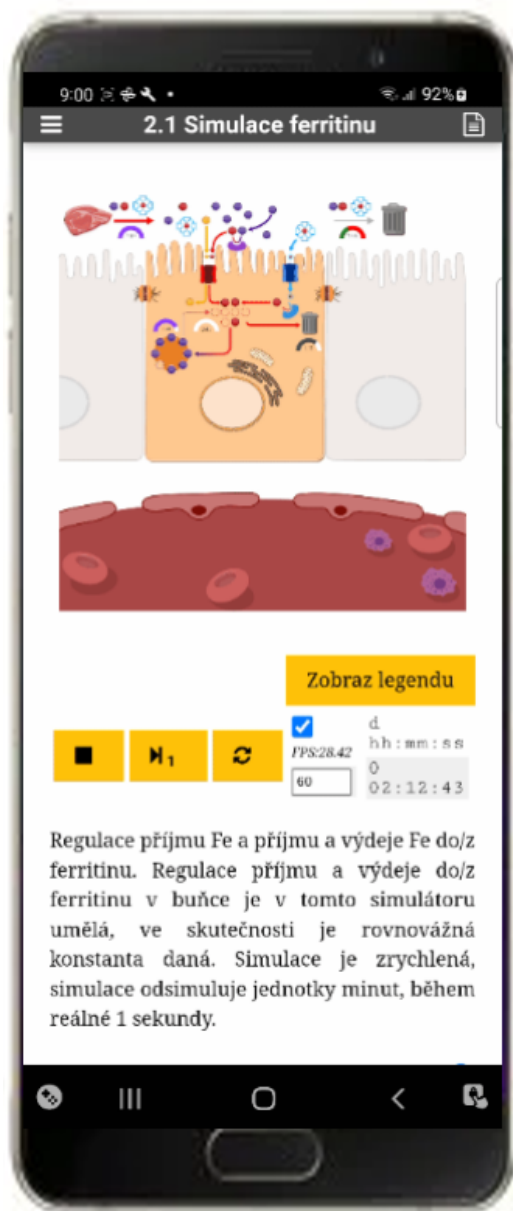 9:00
92%
2.1 Simulace ferritinu
Zobraz legendu
1
FPS:28.42
60
d
hh:mm:ss
0
02:12:43
Regulace příjmu Fe a příjmu a výdeje Fe do/z
ferritinu. Regulace příjmu a výdeje do/z
ferritinu v buňce je v tomto simulátoru
umělá, ve skutečnosti je rovnovážná
konstanta daná. Simulace je zrychlená,
simulace odsimuluje jednotky minut, během
reálné 1 sekundy.